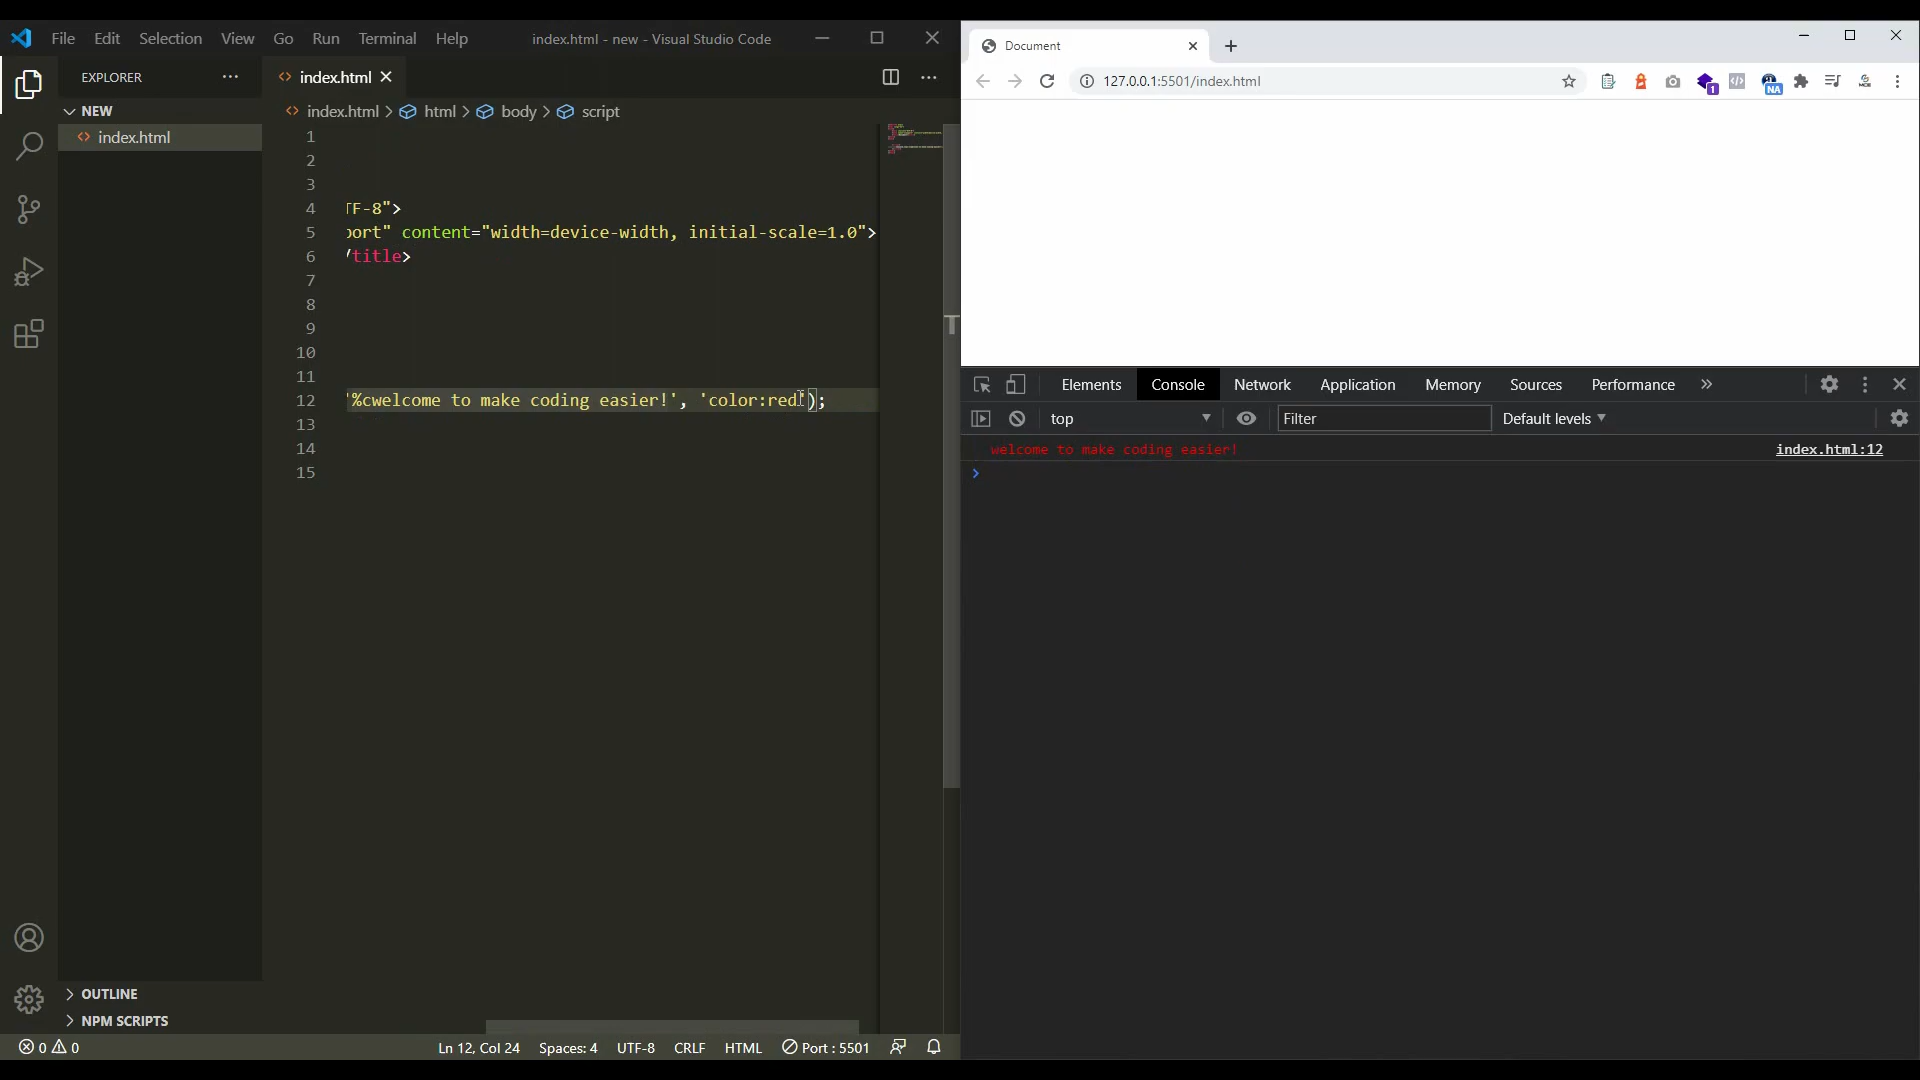 File Edit Selection View Go Run Terminal Help
index.html - new - Visual Studio Code
EXPLORER
NEW
index.html
OUTLINE
NPM SCRIPTS
index.html
index.html > html > body > script
1
2
3
4 TF-8">
5 port" content="width=device-width, initial-scale=1.0">
6 /title>
7
8
9
10
11
12 '%cwelcome to make coding easier!', 'color:red');
13
14
15
0 0
Ln 12, Col 24 Spaces: 4 UTF-8 CRLF HTML Port : 5501
Document
127.0.0.1:5501/index.html
1
NA
Elements Console Network Application Memory Sources Performance
top Filter Default levels
welcome to make coding easier! index.html:12